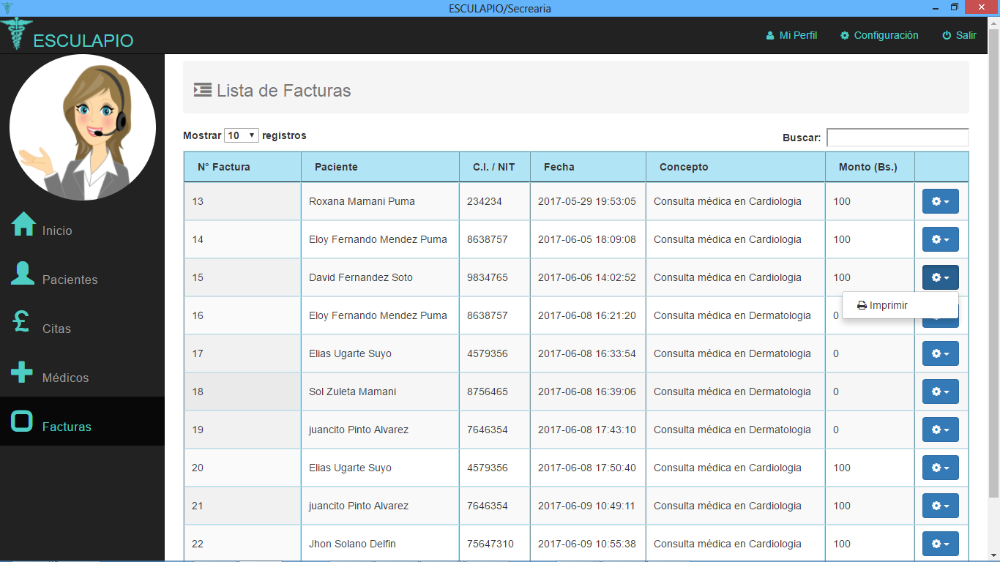 ESCULAPIO/Secrearia
ESCULAPIO
Mi Perfil Configuración Salir
Inicio
Pacientes
Citas
Médicos
Facturas
Lista de Facturas
Mostrar 10 registros
Buscar:
N° Factura Paciente C.I. / NIT Fecha Concepto Monto (Bs.)
13 Roxana Mamani Puma 234234 2017-05-29 19:53:05 Consulta médica en Cardiologia 100
14 Eloy Fernando Mendez Puma 8638757 2017-06-05 18:09:08 Consulta médica en Cardiologia 100
15 David Fernandez Soto 9834765 2017-06-06 14:02:52 Consulta médica en Cardiologia 100
Imprimir
16 Eloy Fernando Mendez Puma 8638757 2017-06-08 16:21:20 Consulta médica en Dermatologia 0
17 Elias Ugarte Suyo 4579356 2017-06-08 16:33:54 Consulta médica en Dermatologia 0
18 Sol Zuleta Mamani 8756465 2017-06-08 16:39:06 Consulta médica en Dermatologia 0
19 juancito Pinto Alvarez 7646354 2017-06-08 17:43:10 Consulta médica en Dermatologia 0
20 Elias Ugarte Suyo 4579356 2017-06-08 17:50:40 Consulta médica en Cardiologia 100
21 juancito Pinto Alvarez 7646354 2017-06-09 10:49:11 Consulta médica en Cardiologia 100
22 Jhon Solano Delfin 75647310 2017-06-09 10:55:38 Consulta médica en Cardiologia 100